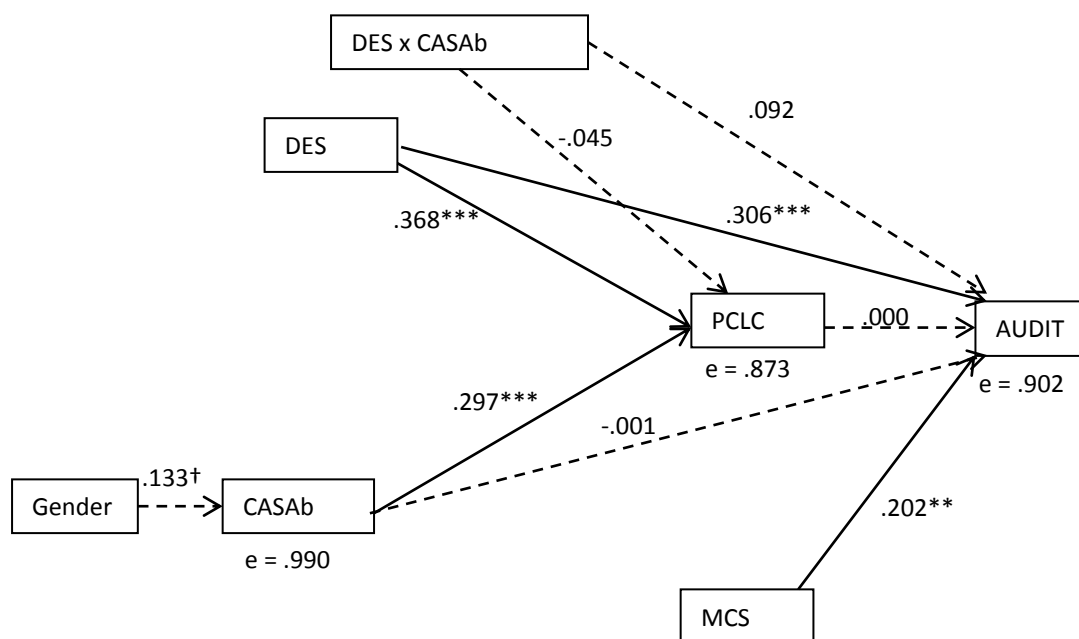 DES x CASAb
.092
-.045
DES
.306***
.368***
PCLC
.000
AUDIT
e = .873
e = .902
.297***
-.001
.133†
Gender
CASAb
.202**
e = .990
MCS